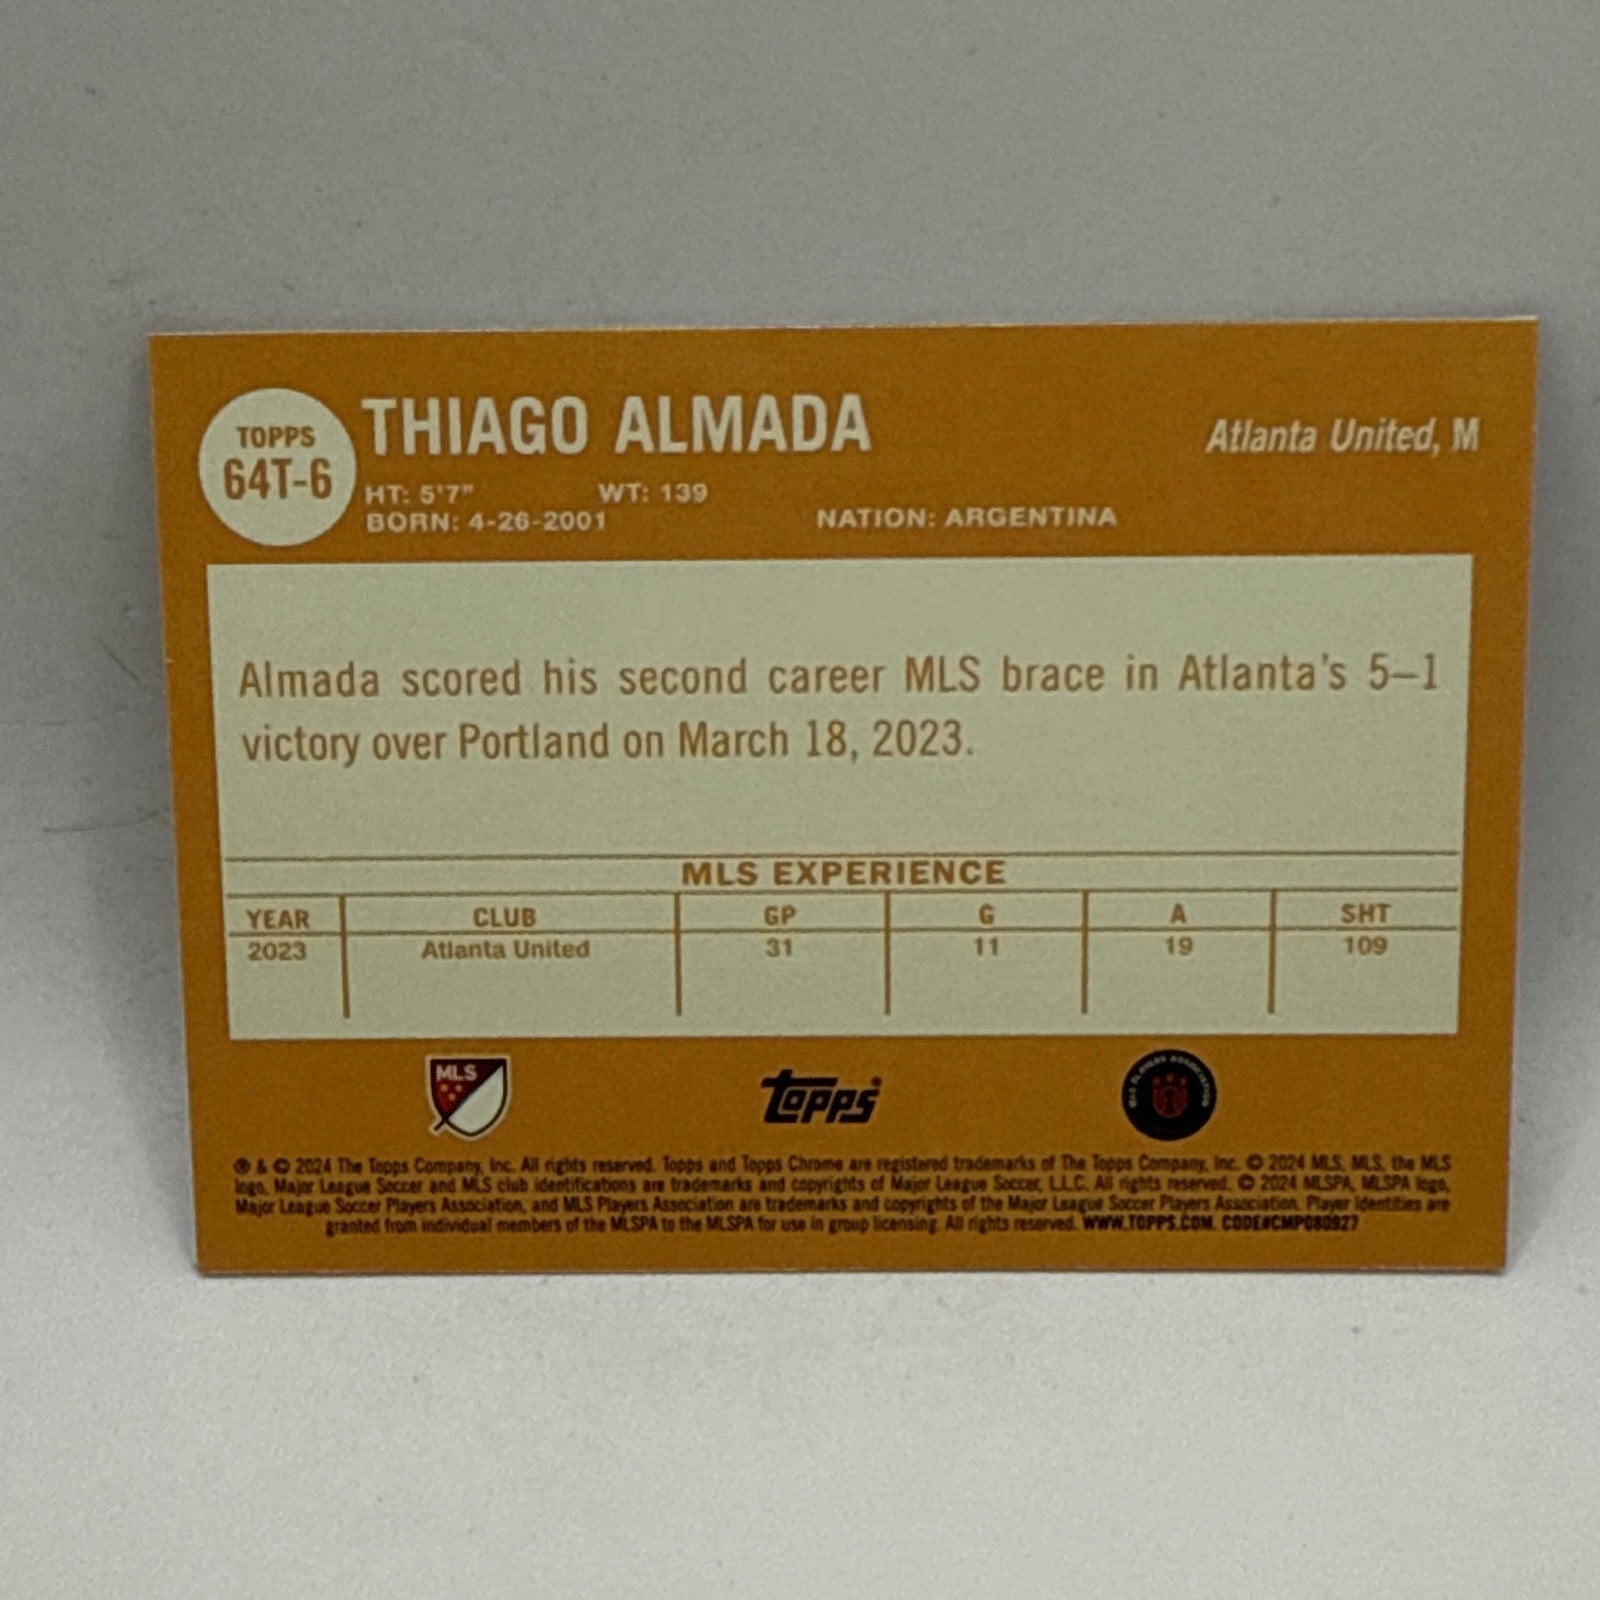 TOPPS
64T-6
THIAGO ALMADA
Atlanta United, M
HT: 5'7" WT: 139
BORN: 4-26-2001 NATION: ARGENTINA
Almada scored his second career MLS brace in Atlanta's 5–1
victory over Portland on March 18, 2023.
MLS EXPERIENCE
YEAR CLUB GP G A SHT
2023 Atlanta United 31 11 19 109
MLS
Topps
MLS PLAYERS ASSOCIATION
® & © 2024 The Topps Company, Inc. All rights reserved. Topps and Topps Chrome are registered trademarks of The Topps Company, Inc. © 2024 MLS. MLS, the MLS
logo, Major League Soccer and MLS club identifications are trademarks and copyrights of Major League Soccer, L.L.C. All rights reserved. © 2024 MLSPA. MLSPA logo,
Major League Soccer Players Association, and MLS Players Association are trademarks and copyrights of the Major League Soccer Players Association. Player identities are
granted from individual members of the MLSPA to the MLSPA for use in group licensing. All rights reserved. WWW.TOPPS.COM. CODE#CMP080927